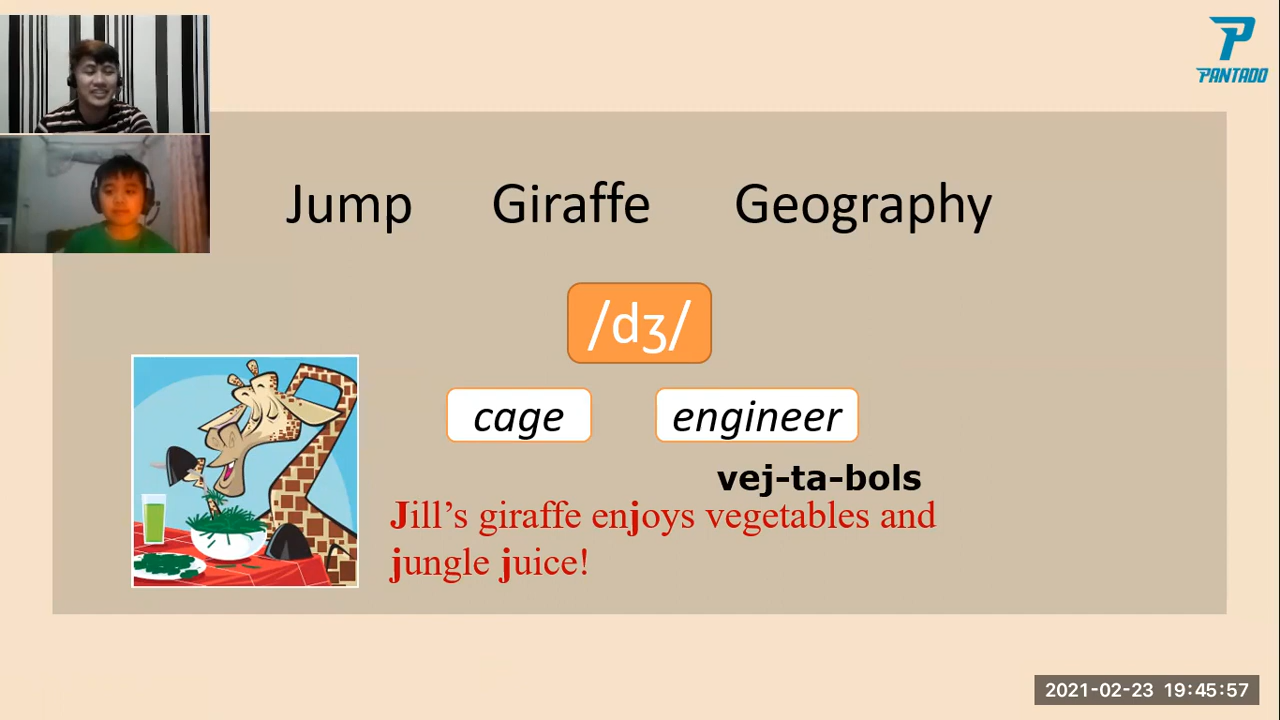 PANTADO
Jump Giraffe Geography
/dʒ/
cage engineer
vej-ta-bols
Jill’s giraffe enjoys vegetables and
jungle juice!
2021-02-23 19:45:57